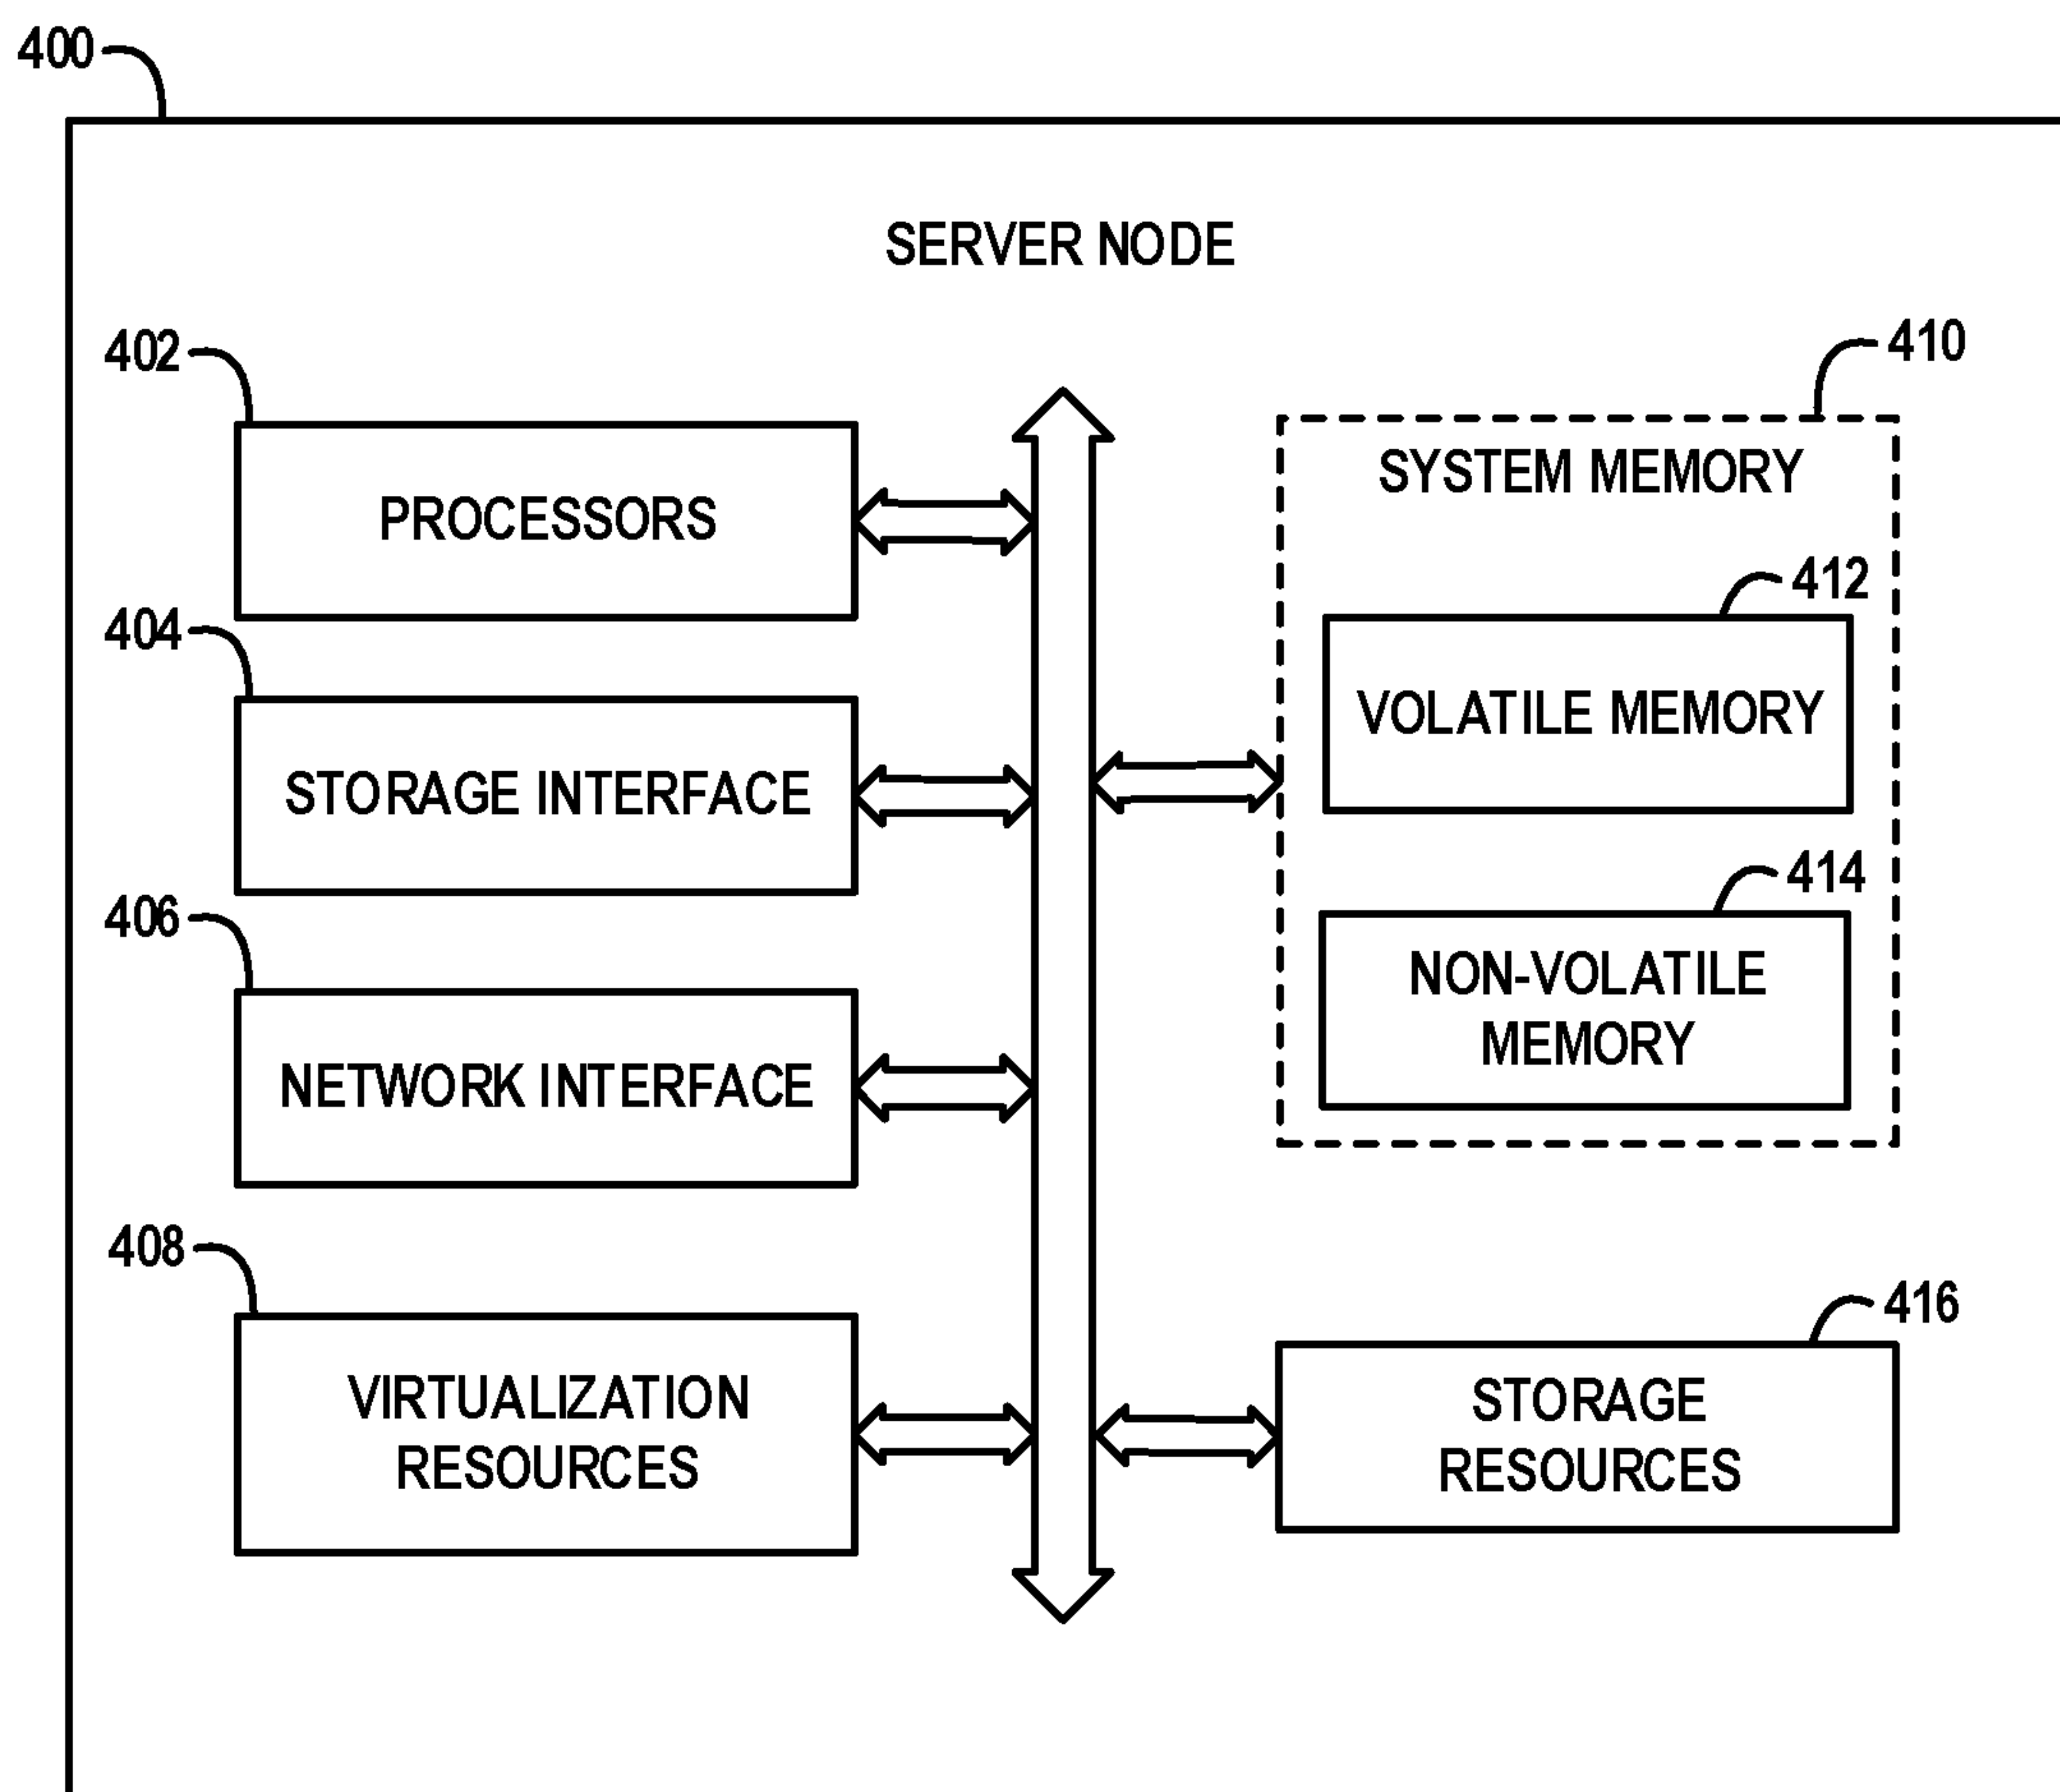 400
SERVER NODE
402
PROCESSORS
404
STORAGE INTERFACE
406
NETWORK INTERFACE
408
VIRTUALIZATION
RESOURCES
410
SYSTEM MEMORY
412
VOLATILE MEMORY
414
NON-VOLATILE
MEMORY
416
STORAGE
RESOURCES